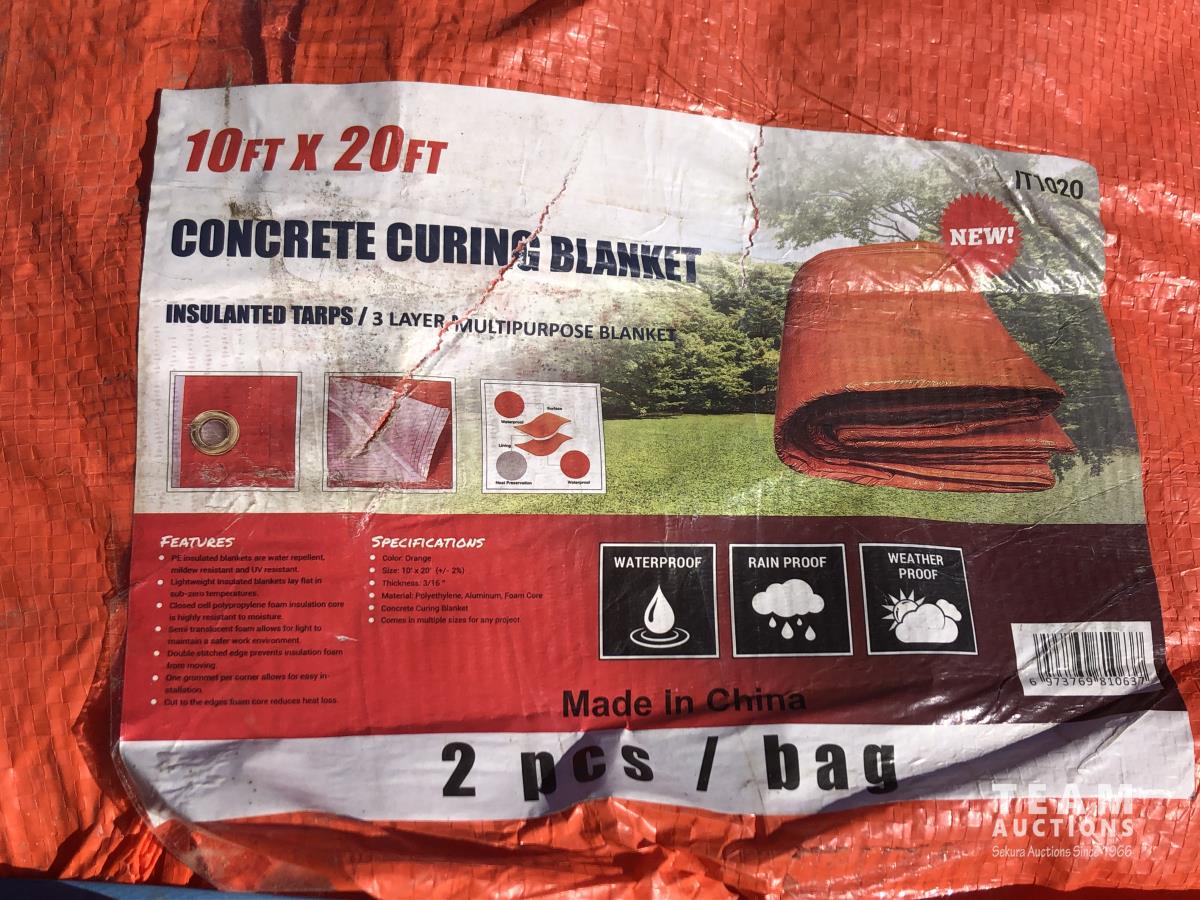 10FT X 20FT
IT1020
NEW!
CONCRETE CURING BLANKET
INSULANTED TARPS / 3 LAYER MULTIPURPOSE BLANKET
Surface
Waterproof
Lining
Heat Preservation
Waterproof
FEATURES
• PE insulated blankets are water repellent,
mildew resistant and UV resistant.
• Lightweight Insulated blankets lay flat in
sub-zero temperatures.
• Closed cell polypropylene foam insulation core
is highly resistant to moisture.
• Semi translucent foam allows for light to
maintain a safer work environment.
• Double stitched edge prevents insulation foam
from moving.
• One grommet per corner allows for easy in-
stallation.
• Cut to the edges foam core reduces heat loss.
SPECIFICATIONS
• Color: Orange
• Size: 10' x 20' (+/- 2%)
• Thickness: 3/16 "
• Material: Polyethylene, Aluminum, Foam Core
• Concrete Curing Blanket
• Comes in multiple sizes for any project
WATERPROOF
RAIN PROOF
WEATHER
PROOF
6 973769 810637
Made in China
2 pcs / bag
TEAM
AUCTIONS
Sekura Auctions Since 1966